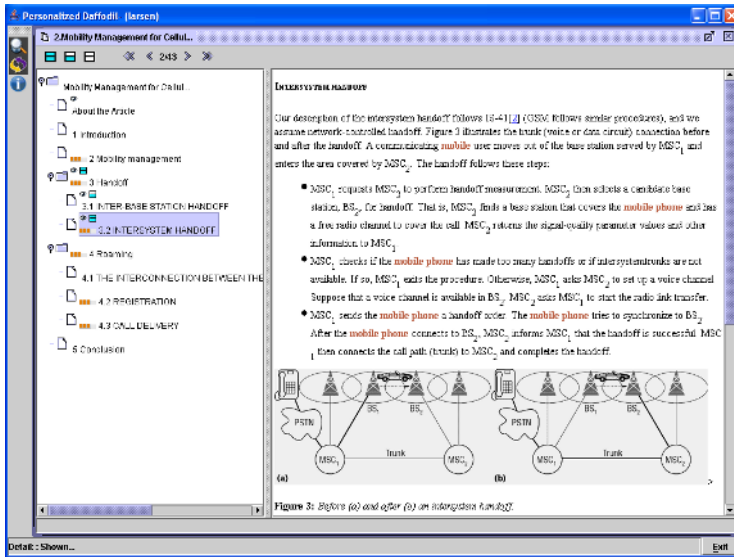 Personalized Daffodil (larsen)
2.Mobility Management for Cellul...
2/43
Mobility Management for Cellul...
About the Article
1 Introduction
2 Mobility management
3 Handoff
3.1 INTER-BASE STATION HANDOFF
3.2 INTERSYSTEM HANDOFF
4 Roaming
4.1 THE INTERCONNECTION BETWEEN THE
4.2 REGISTRATION
4.3 CALL DELIVERY
5 Conclusion
INTERSYSTEM HANDOFF
Our description of the intersystem handoff follows IS-41[2] (GSM follows similar procedures), and we
assume network-controlled handoff. Figure 3 illustrates the trunk (voice or data circuit) connection before
and after the handoff. A communicating mobile user moves out of the base station served by MSC1 and
enters the area covered by MSC2. The handoff follows these steps:
• MSC1 requests MSC2 to perform handoff measurement. MSC2 then selects a candidate base
station, BS2, for handoff. That is, MSC2 finds a base station that covers the mobile phone and has
a free radio channel to cover the call. MSC2 returns the signal-quality parameter values and other
information to MSC1
• MSC1 checks if the mobile phone has made too many handoffs or if intersystemtrunks are not
available. If so, MSC1 exits the procedure. Otherwise, MSC1 asks MSC2 to set up a voice channel
Suppose that a voice channel is available in BS2. MSC2 asks MSC1 to start the radio link transfer.
• MSC1 sends the mobile phone a handoff order. The mobile phone tries to synchronize to BS2
After the mobile phone connects to BS2, MSC2 informs MSC1 that the handoff is successful. MSC
1 then connects the call path (trunk) to MSC2 and completes the handoff.
BS1 BS2 BS1 BS2
PSTN PSTN
MSC1 Trunk MSC2 MSC1 Trunk MSC2
(a) (b) >
Figure 3: Before (a) and after (b) an intersystem handoff.
Detail: : Shown...
Exit